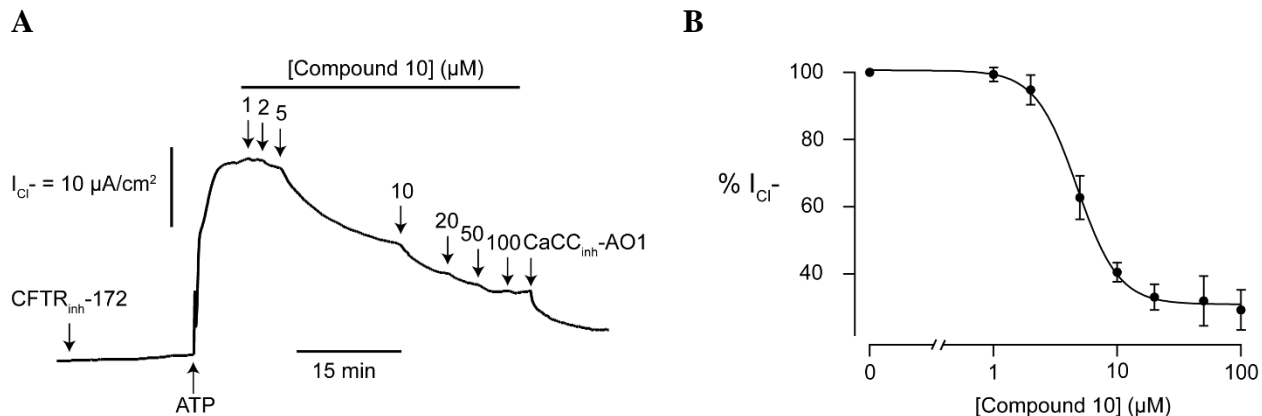 A
[Compound 10] (µM)
1 2 5
I_Cl- = 10 µA/cm²
10
20
50
100
CaCC_inh-AO1
CFTR_inh-172
15 min
ATP
B
100
80
60
40
% I_Cl-
0 1 10 100
[Compound 10] (µM)